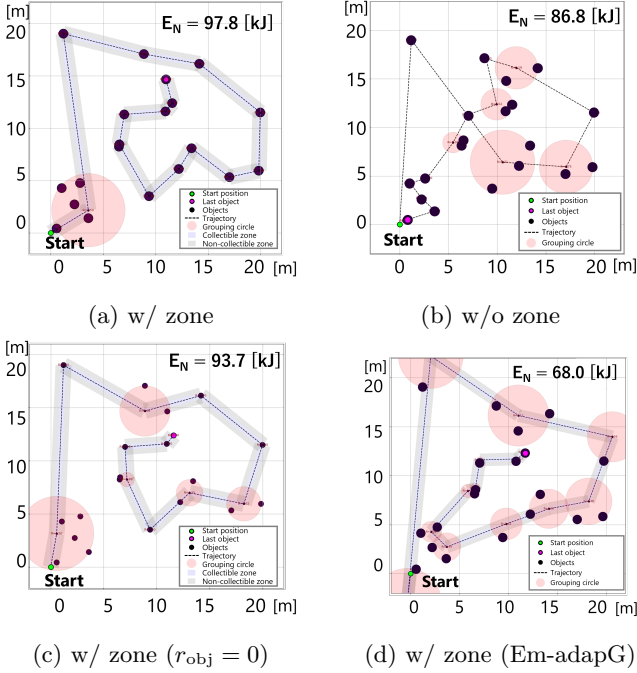 [m]
20
15
10
5
0
E_N = 97.8 [kJ]
Start
Start position
Last object
Objects
Trajectory
Grouping circle
Collectible zone
Non-collectible zone
0 5 10 15 20 [m]
(a) w/ zone
[m]
20
15
10
5
0
E_N = 86.8 [kJ]
Start
Start position
Last object
Objects
Trajectory
Grouping circle
0 5 10 15 20
[m]
(b) w/o zone
[m]
20
15
10
5
0
E_N = 93.7 [kJ]
Start
Start position
Last object
Objects
Trajectory
Grouping circle
Collectible zone
Non-collectible zone
0 5 10 15 20 [m]
(c) w/ zone (r_obj = 0)
[m]
20
15
10
5
0
E_N = 68.0 [kJ]
Start
Start position
Last object
Objects
Trajectory
Grouping circle
0 5 10 15 20 [m]
(d) w/ zone (Em-adapG)